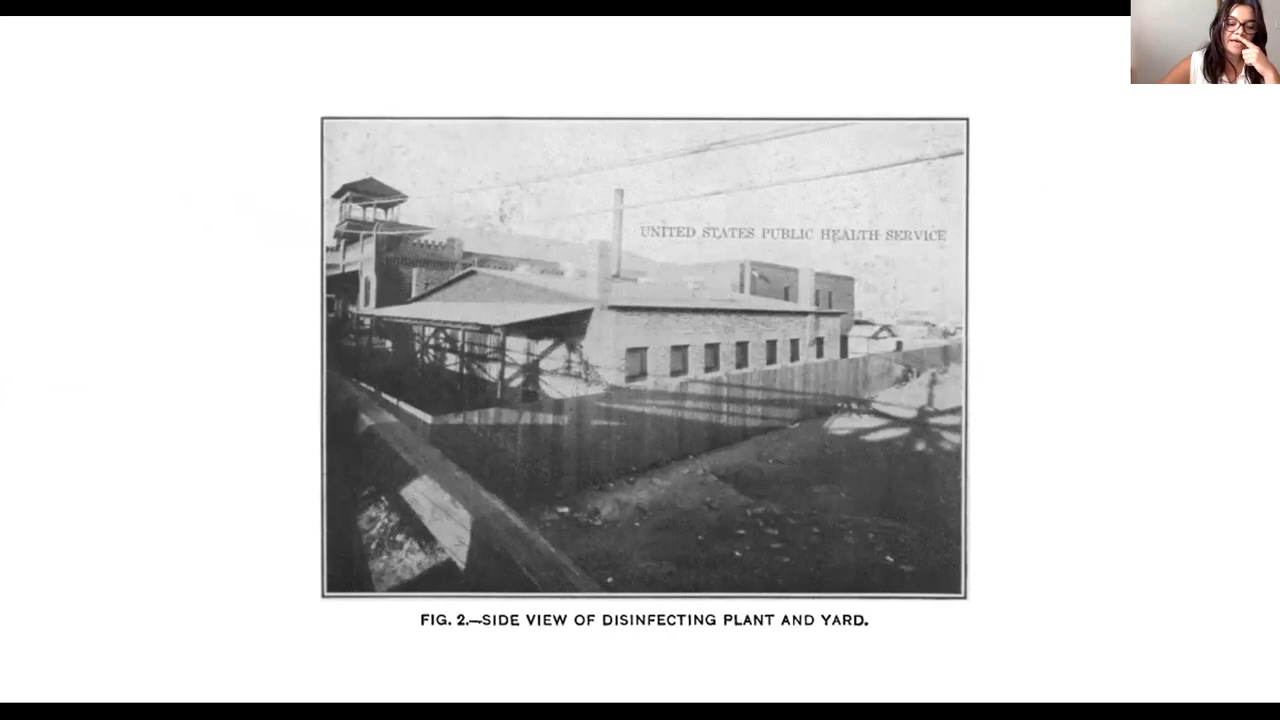 UNITED STATES PUBLIC HEALTH SERVICE
FIG. 2.—SIDE VIEW OF DISINFECTING PLANT AND YARD.